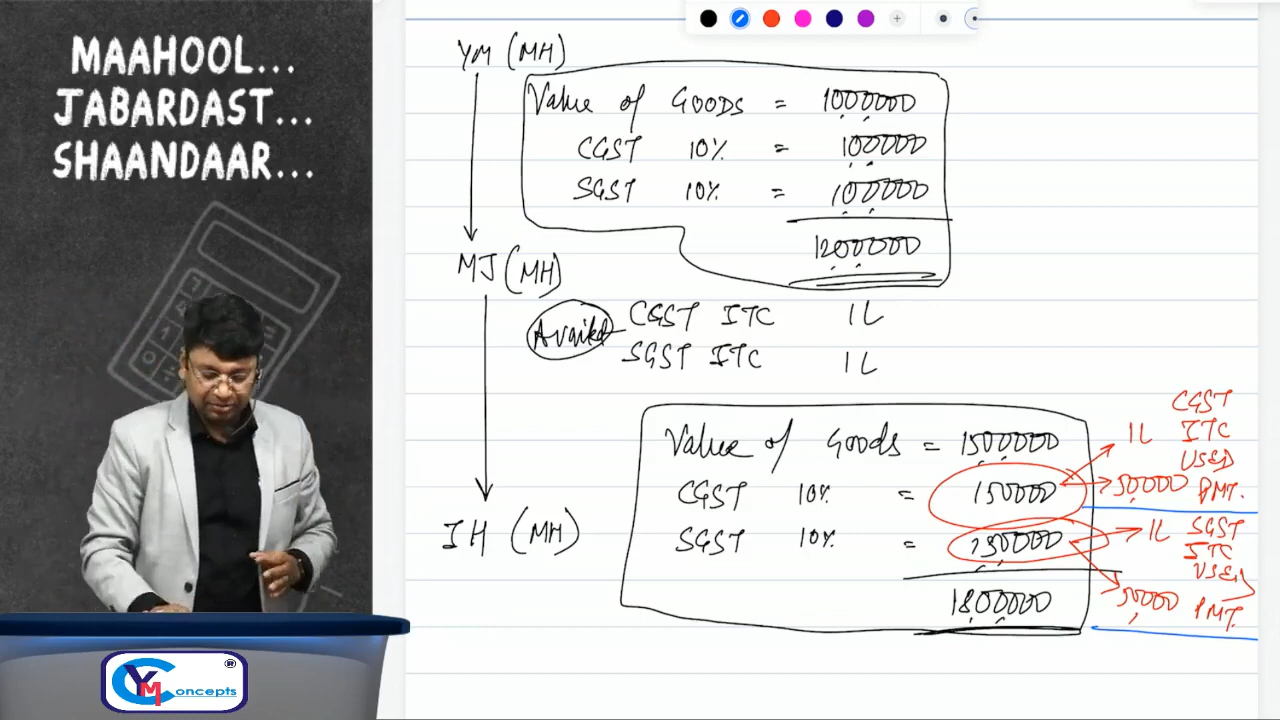 MAAHOOL...
JABARDAST...
SHAANDAAR...
YM (MH)
Value of GOODS = 1000000
CGST 10% = 100000
SGST 10% = 100000
1200000
MJ (MH)
Availed CGST ITC 1L
SGST ITC 1L
Value of Goods = 1500000
CGST 10% = 150000
SGST 10% = 150000
1800000
IH (MH)
1L CGST
ITC
USED
50000 PMT.
1L SGST
ITC
USED
50000 PMT.
YM Concepts ®